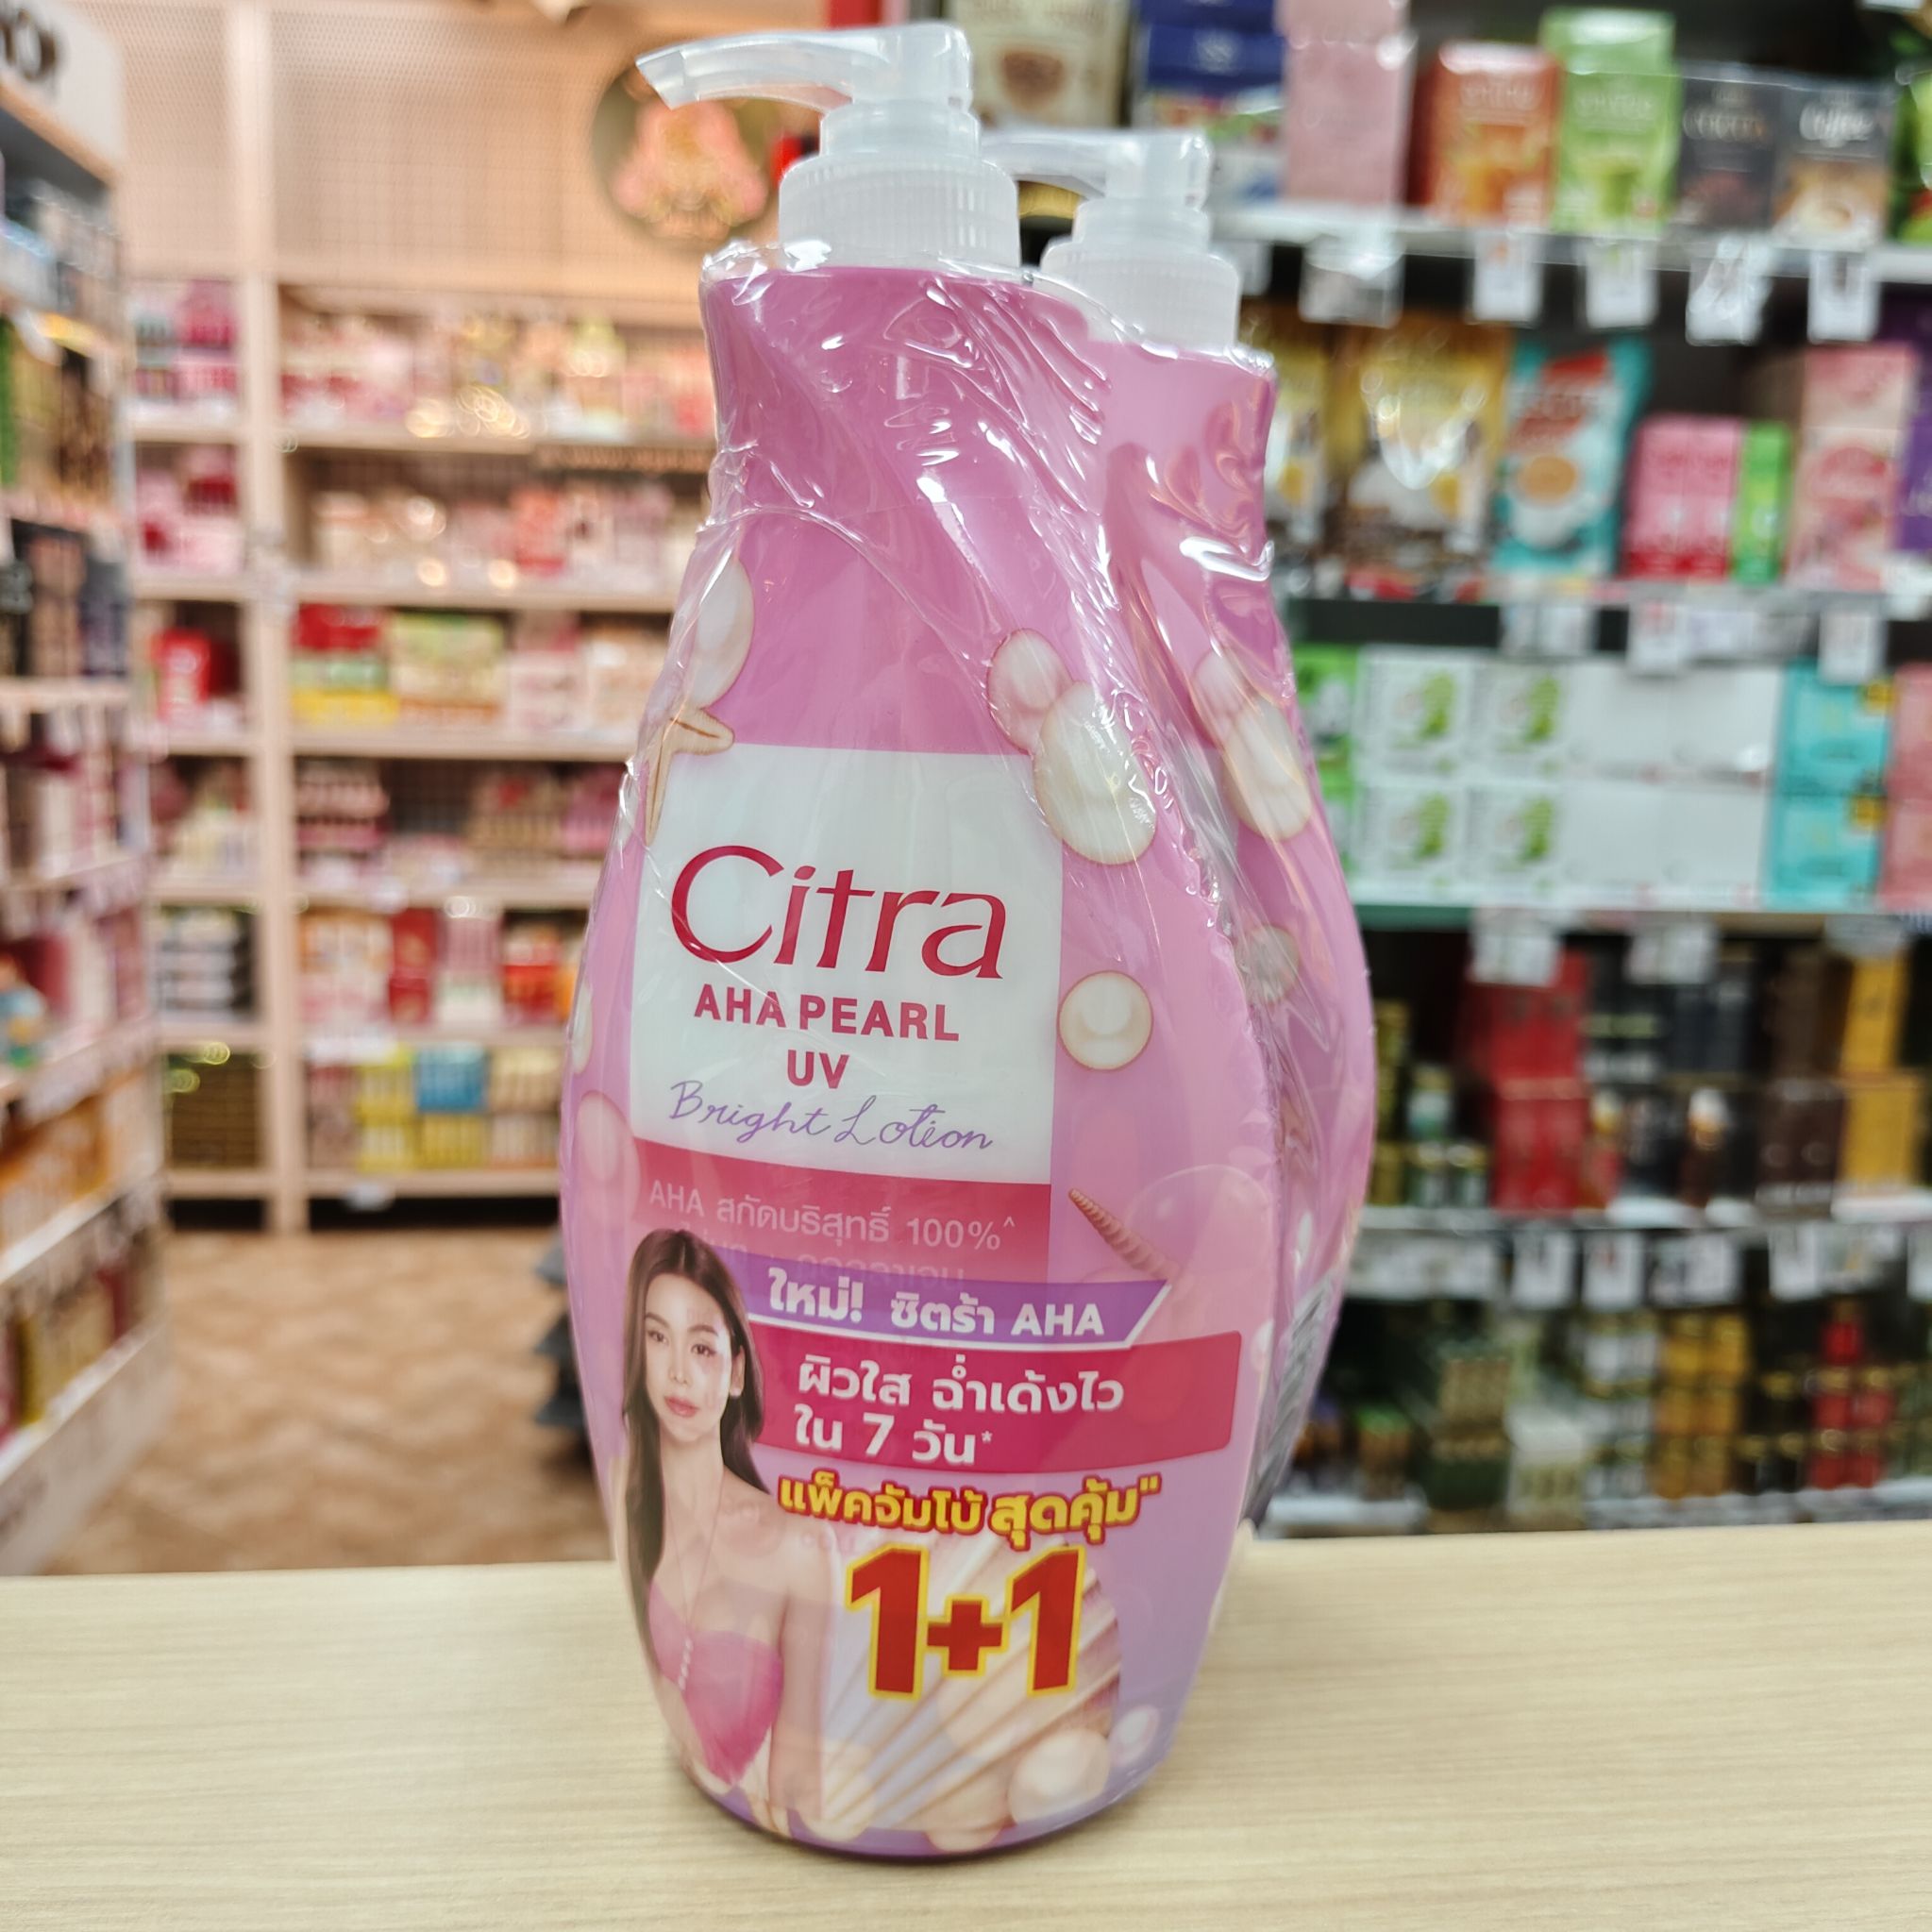 Citra
AHA PEARL
UV
Bright Lotion
AHA สกัดบริสุทธิ์ 100%^
ใหม่! ซิตร้า AHA
ผิวใส ฉ่ำเด้งไว
ใน 7 วัน*
แพ็คจัมโบ้ สุดคุ้ม"
1+1
Coffee